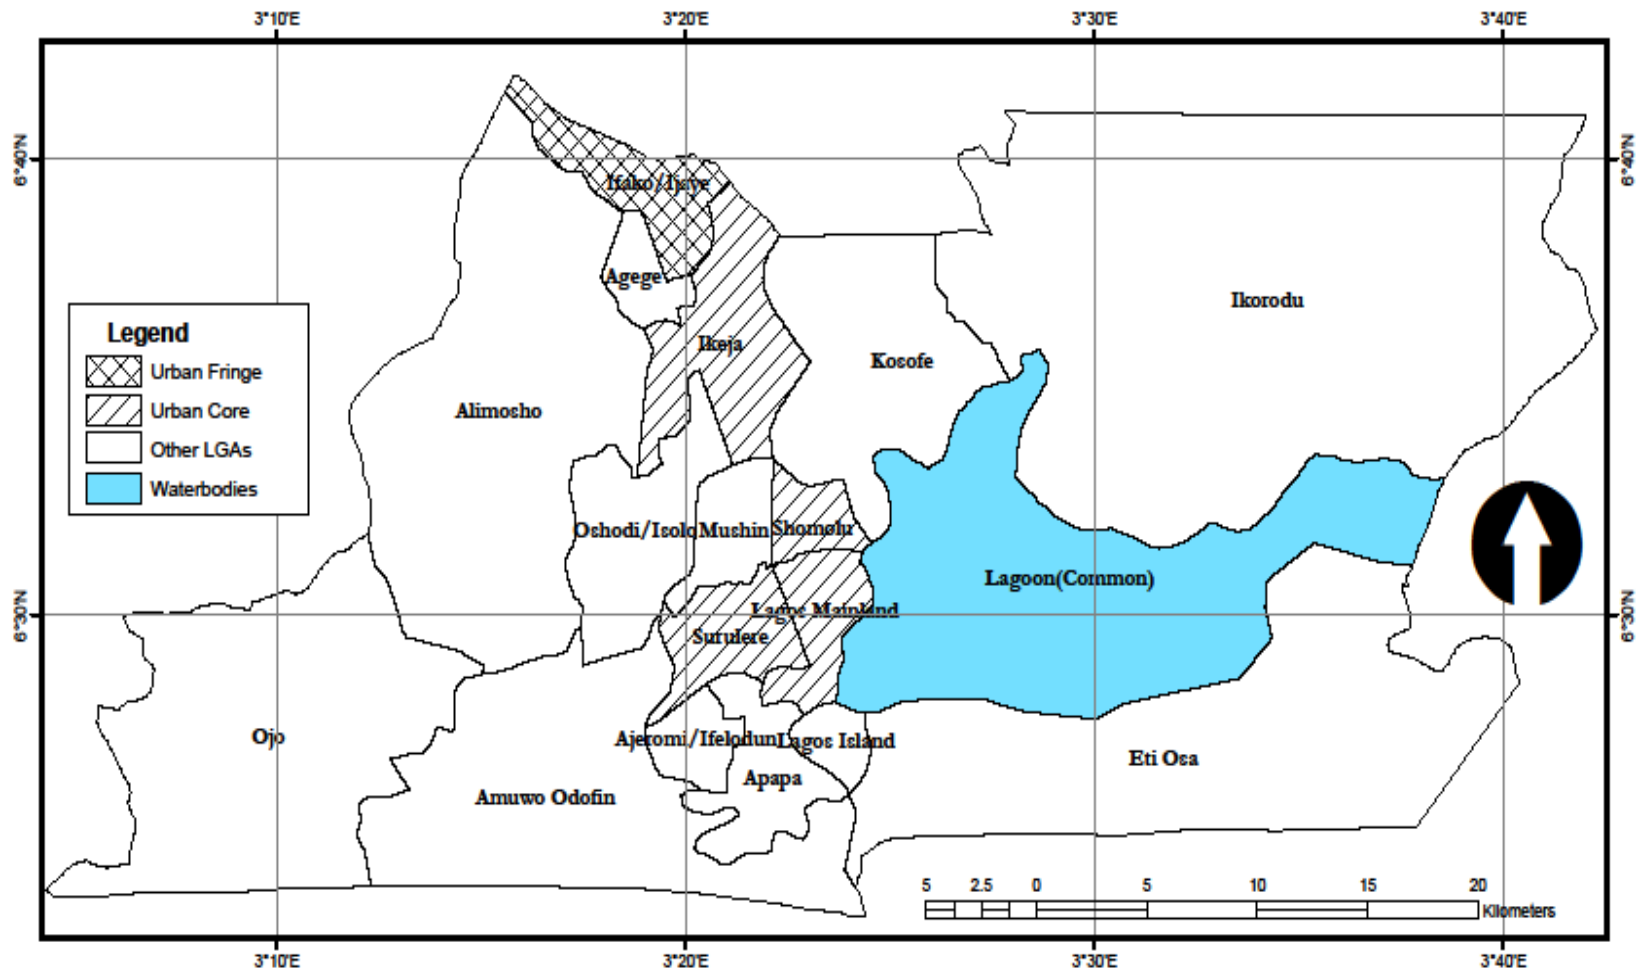 3°10'E 3°20'E 3°30'E 3°40'E
6°40'N 6°40'N
Ifako/Ijaye
Agege
Ikorodu
Legend
Urban Fringe
Urban Core
Other LGAs
Waterbodies
Ikeja
Kosofe
Alimosho
Oshodi/Isolo Mushin Shomolu
Lagoon(Common)
6°30'N 6°30'N
Lagos Mainland
Surulere
Ojo
Ajeromi/Ifelodun Lagos Island
Eti Osa
Apapa
Amuwo Odofin
5 2.5 0 5 10 15 20
Kilometers
3°10'E 3°20'E 3°30'E 3°40'E